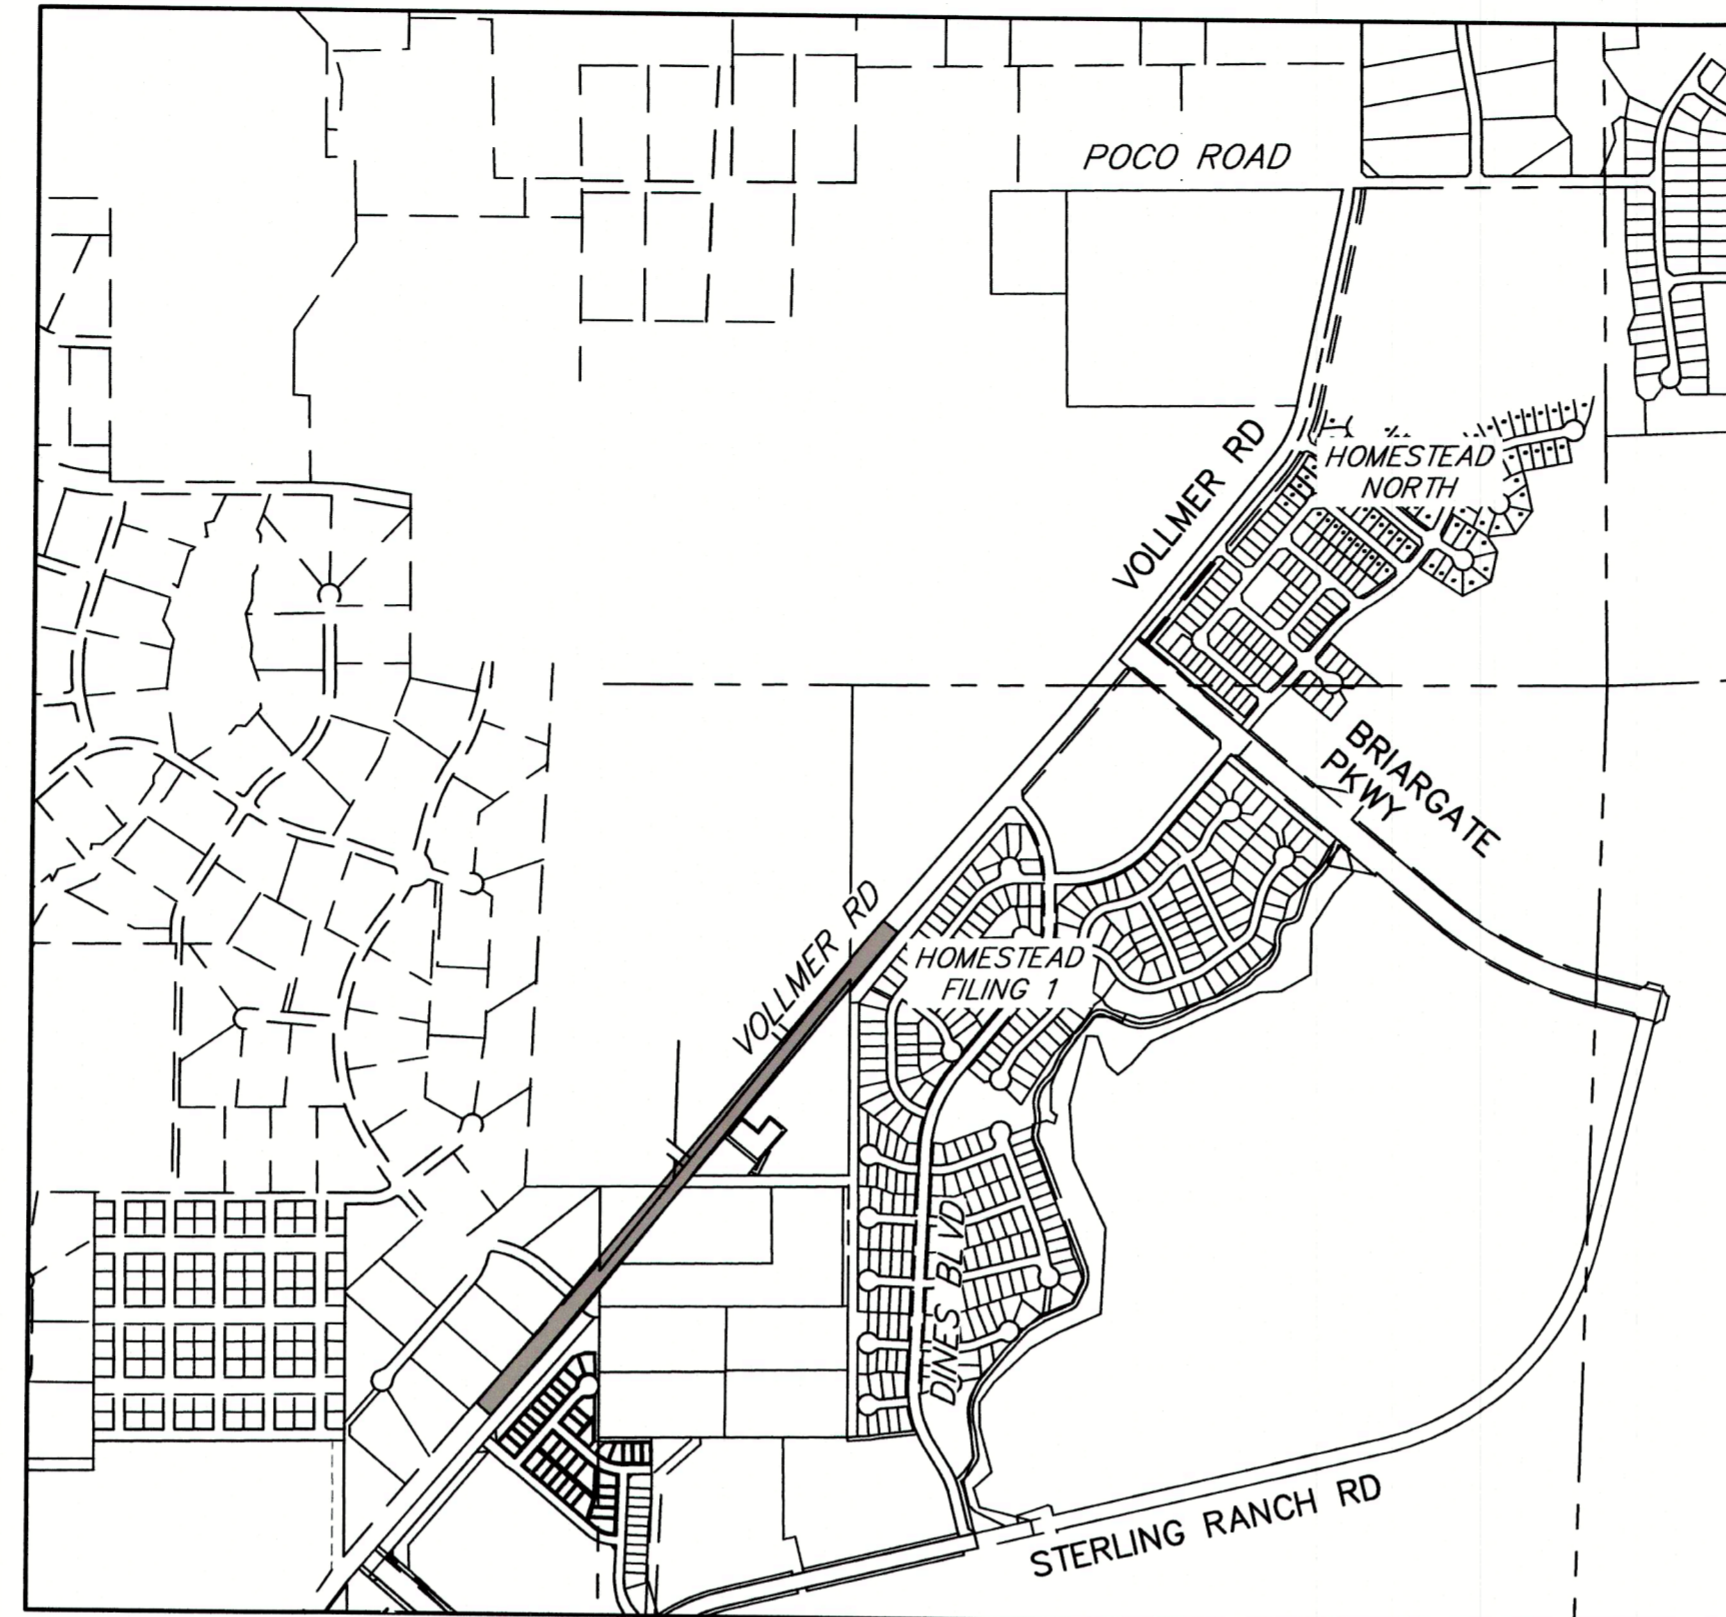 POCO ROAD
VOLLMER RD
HOMESTEAD
NORTH
BRIARGATE
PKWY
VOLLMER RD
HOMESTEAD
FILING 1
DINES BLVD
STERLING RANCH RD